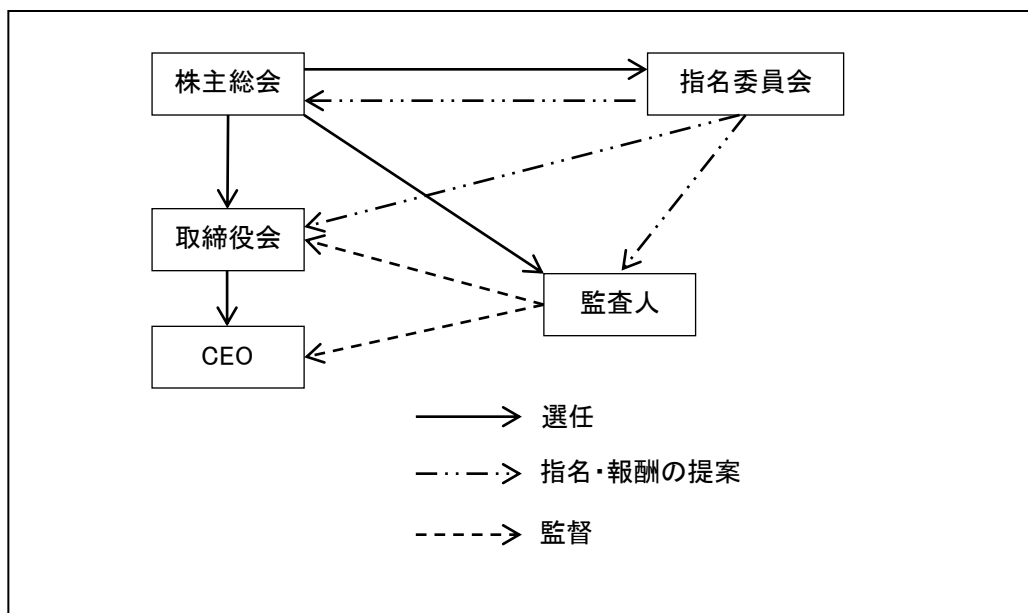 株主総会
指名委員会
取締役会
監査人
CEO
選任
指名・報酬の提案
監督